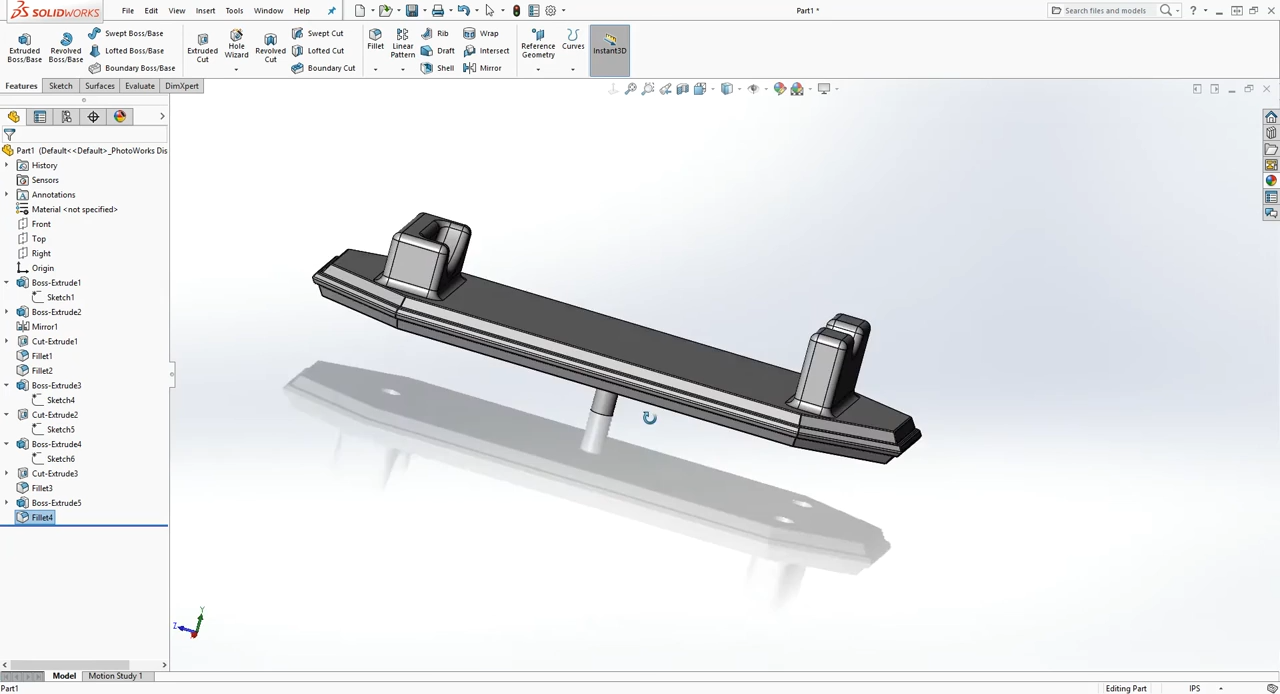 SOLIDWORKS
File Edit View Insert Tools Window Help
Part1 *
Search files and models
?
Extruded Boss/Base
Revolved Boss/Base
Swept Boss/Base
Lofted Boss/Base
Boundary Boss/Base
Extruded Cut
Hole Wizard
Revolved Cut
Swept Cut
Lofted Cut
Boundary Cut
Fillet
Linear Pattern
Rib
Draft
Shell
Wrap
Intersect
Mirror
Reference Geometry
Curves
Instant3D
Features Sketch Surfaces Evaluate DimXpert
Part1 (Default<<Default>_PhotoWorks Dis
History
Sensors
Annotations
Material <not specified>
Front
Top
Right
Origin
Boss-Extrude1
Sketch1
Boss-Extrude2
Mirror1
Cut-Extrude1
Fillet1
Fillet2
Boss-Extrude3
Sketch4
Cut-Extrude2
Sketch5
Boss-Extrude4
Sketch6
Cut-Extrude3
Fillet3
Boss-Extrude5
Fillet4
Y
Z
Model Motion Study 1
Part1
Editing Part
IPS